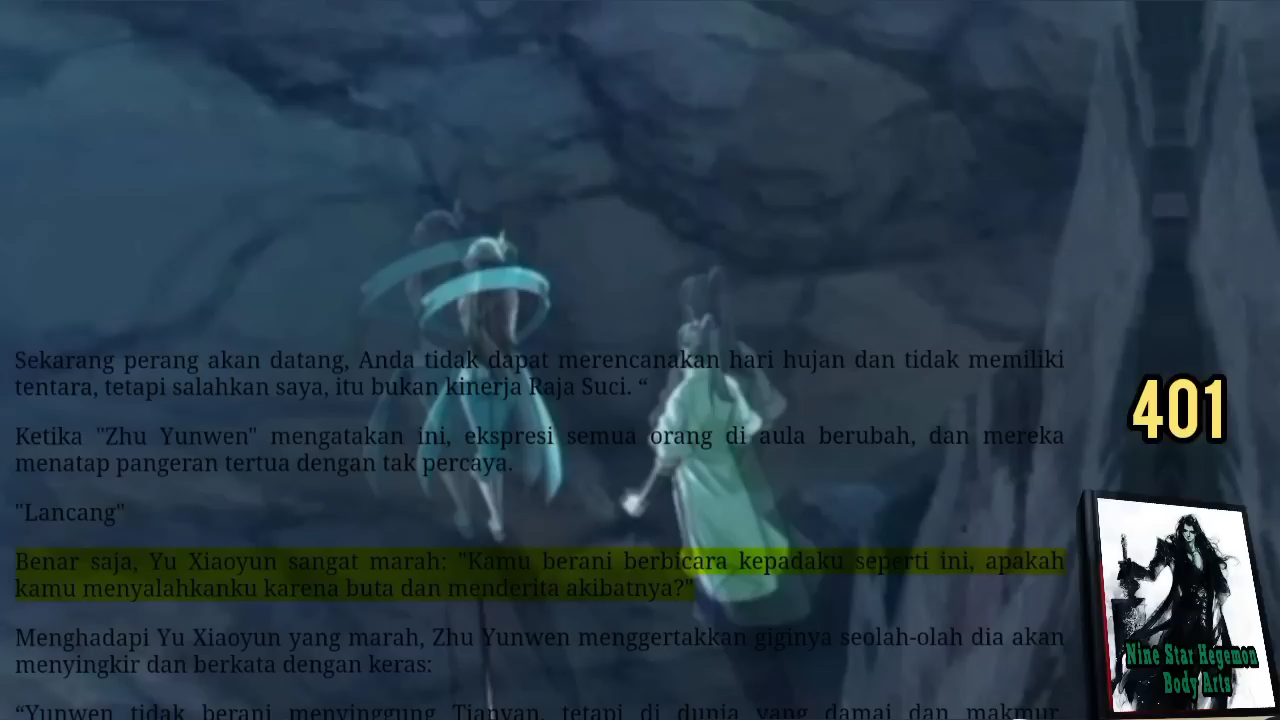 Sekarang perang akan datang, Anda tidak dapat merencanakan hari hujan dan tidak memiliki
tentara, tetapi salahkan saya, itu bukan kinerja Raja Suci. “
Ketika "Zhu Yunwen" mengatakan ini, ekspresi semua orang di aula berubah, dan mereka
menatap pangeran tertua dengan tak percaya.
"Lancang"
Benar saja, Yu Xiaoyun sangat marah: "Kamu berani berbicara kepadaku seperti ini, apakah
kamu menyalahkanku karena buta dan menderita akibatnya?"
Menghadapi Yu Xiaoyun yang marah, Zhu Yunwen menggertakkan giginya seolah-olah dia akan
menyingkir dan berkata dengan keras:
“Yunwen tidak berani menyinggung Tianyan, tetapi di dunia yang damai dan makmur,
401
Nine Star Hegemon
Body Arts